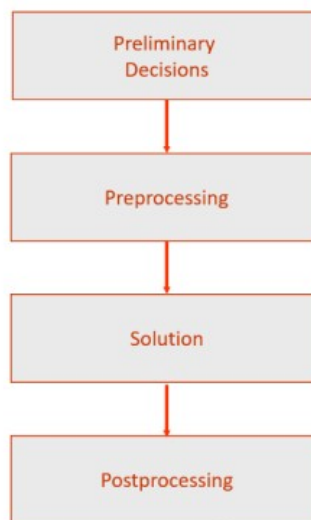 Preliminary
Decisions
Preprocessing
Solution
Postprocessing